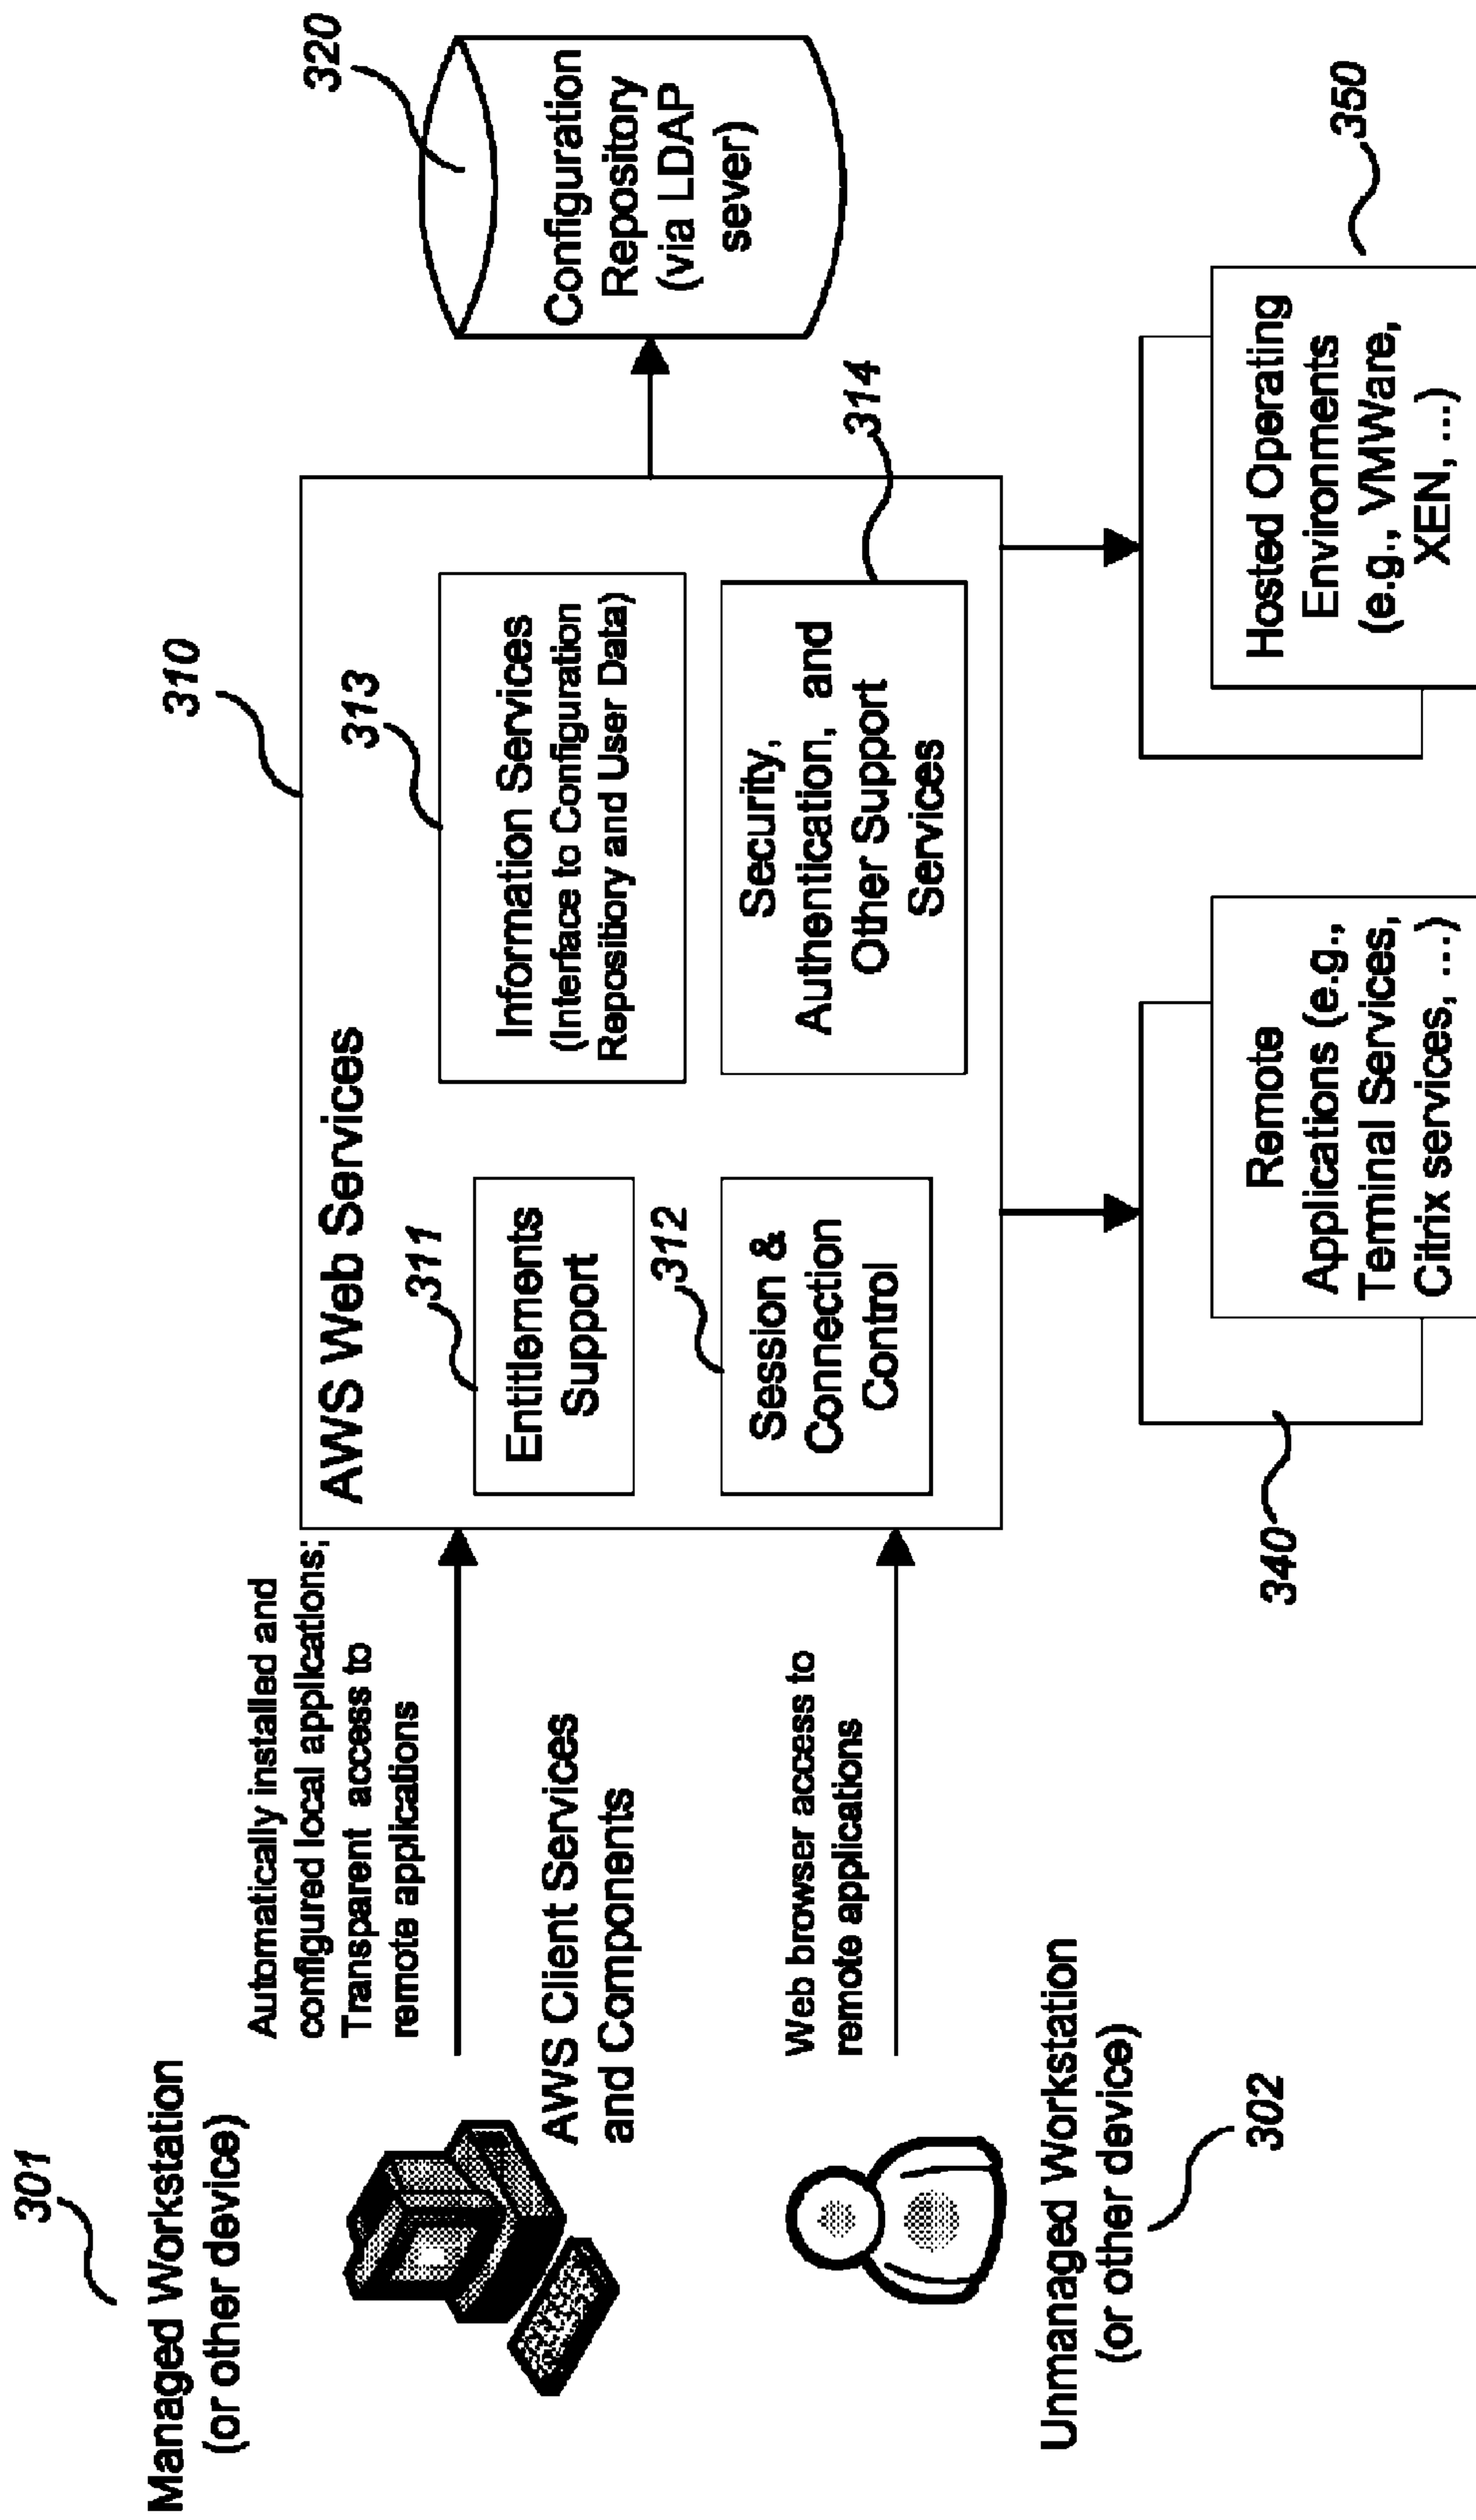 301
Managed Workstation
(or other device)
Automatically installed and
configured local applications;
Transparent access to
remote applications
AWS Client Services
and Components
Web browser access to
remote applications
Unmanaged Workstation
(or other device)
302
310
AWS Web Services
311
Entitlements
Support
312
Session &
Connection
Control
313
Information Services
(Interface to Configuration
Repository and User Data)
314
Security,
Authentication, and
Other Support
Services
320
Configuration
Repository
(via LDAP
sever)
340
Remote
Applications (e.g.,
Terminal Services,
Citrix services, ...)
350
Hosted Operating
Environments
(e.g., VMWare,
XEN, ...)